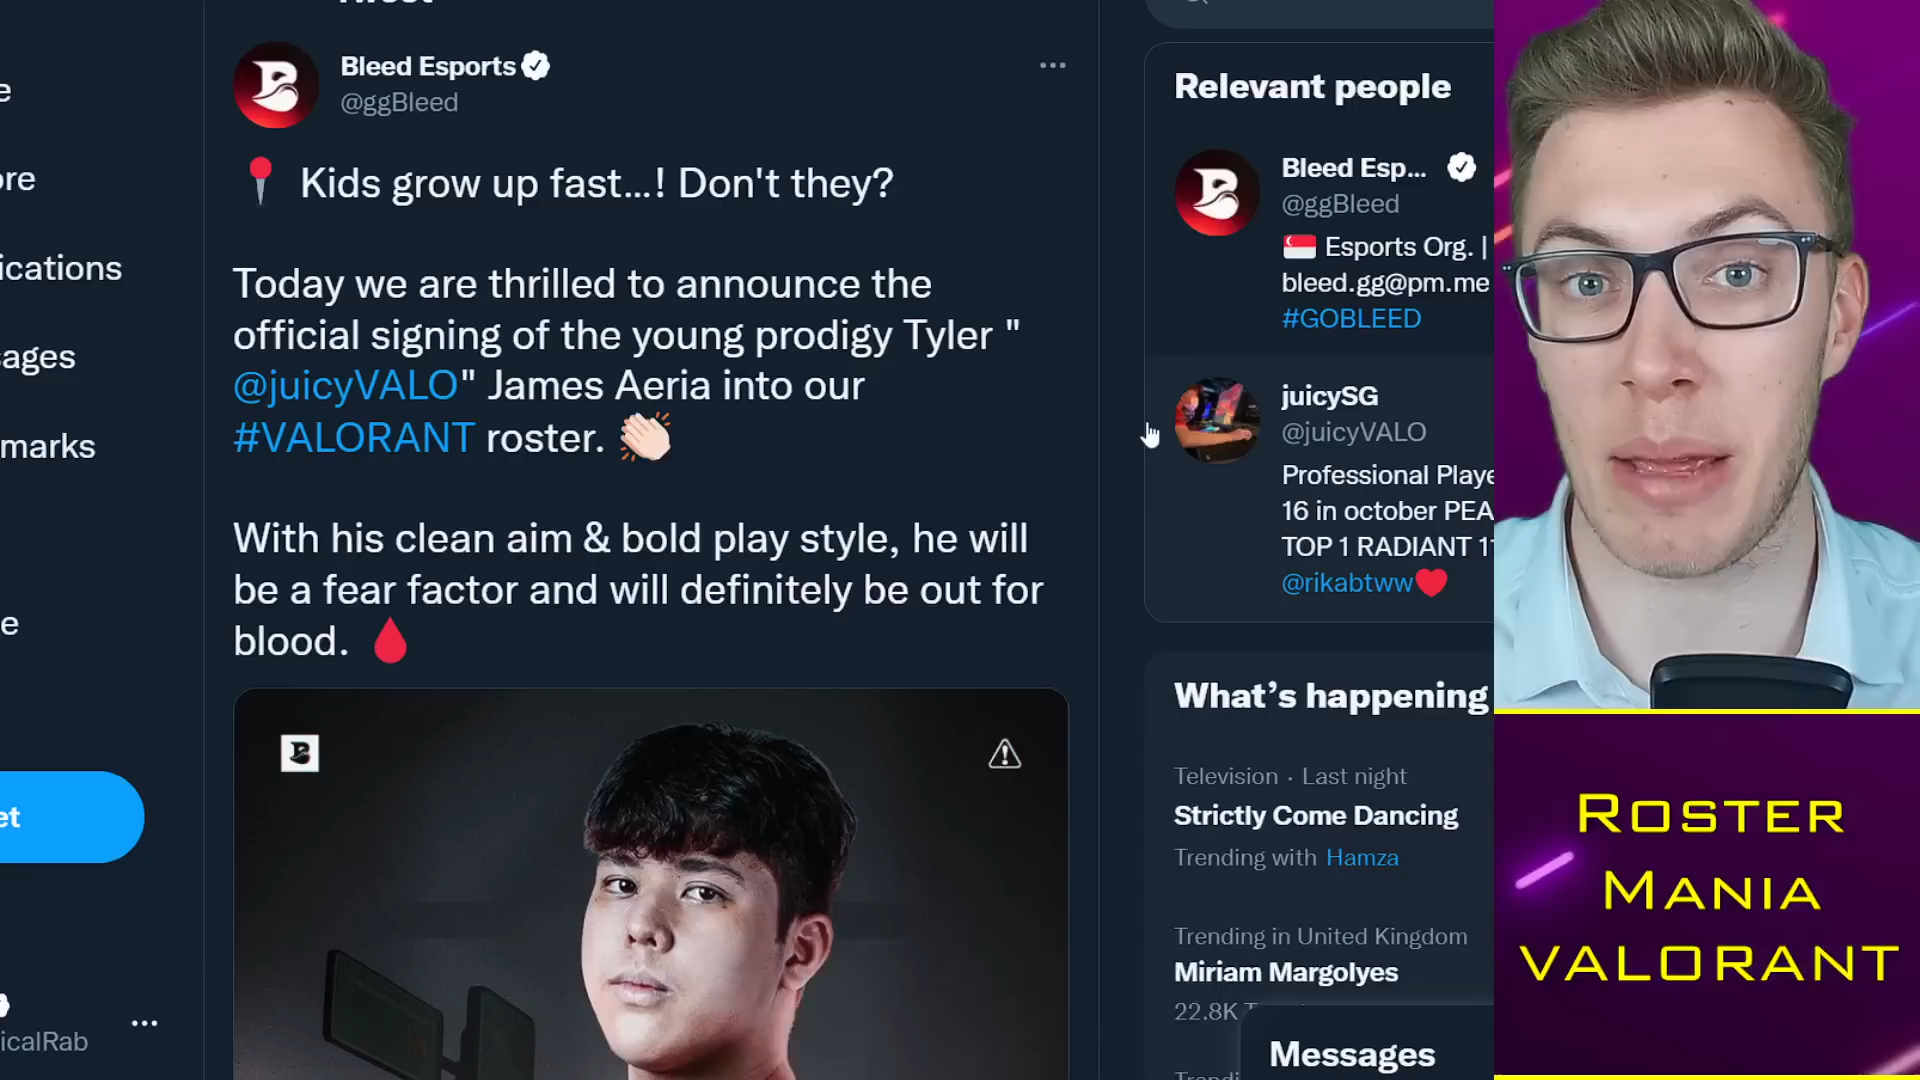 Bleed Esports
@ggBleed
Kids grow up fast...! Don't they?
Today we are thrilled to announce the
official signing of the young prodigy Tyler "
@juicyVALO" James Aeria into our
#VALORANT roster.
With his clean aim & bold play style, he will
be a fear factor and will definitely be out for
blood.
Relevant people
Bleed Esp...
@ggBleed
Esports Org. |
bleed.gg@pm.me
#GOBLEED
juicySG
@juicyVALO
Professional Playe
16 in october PEA
TOP 1 RADIANT
@rikabtww
What's happening
Television · Last night
Strictly Come Dancing
Trending with Hamza
Trending in United Kingdom
Miriam Margolyes
22.8K
Messages
e
ore
ications
sages
marks
e
et
icalRab
ROSTER
MANIA
VALORANT